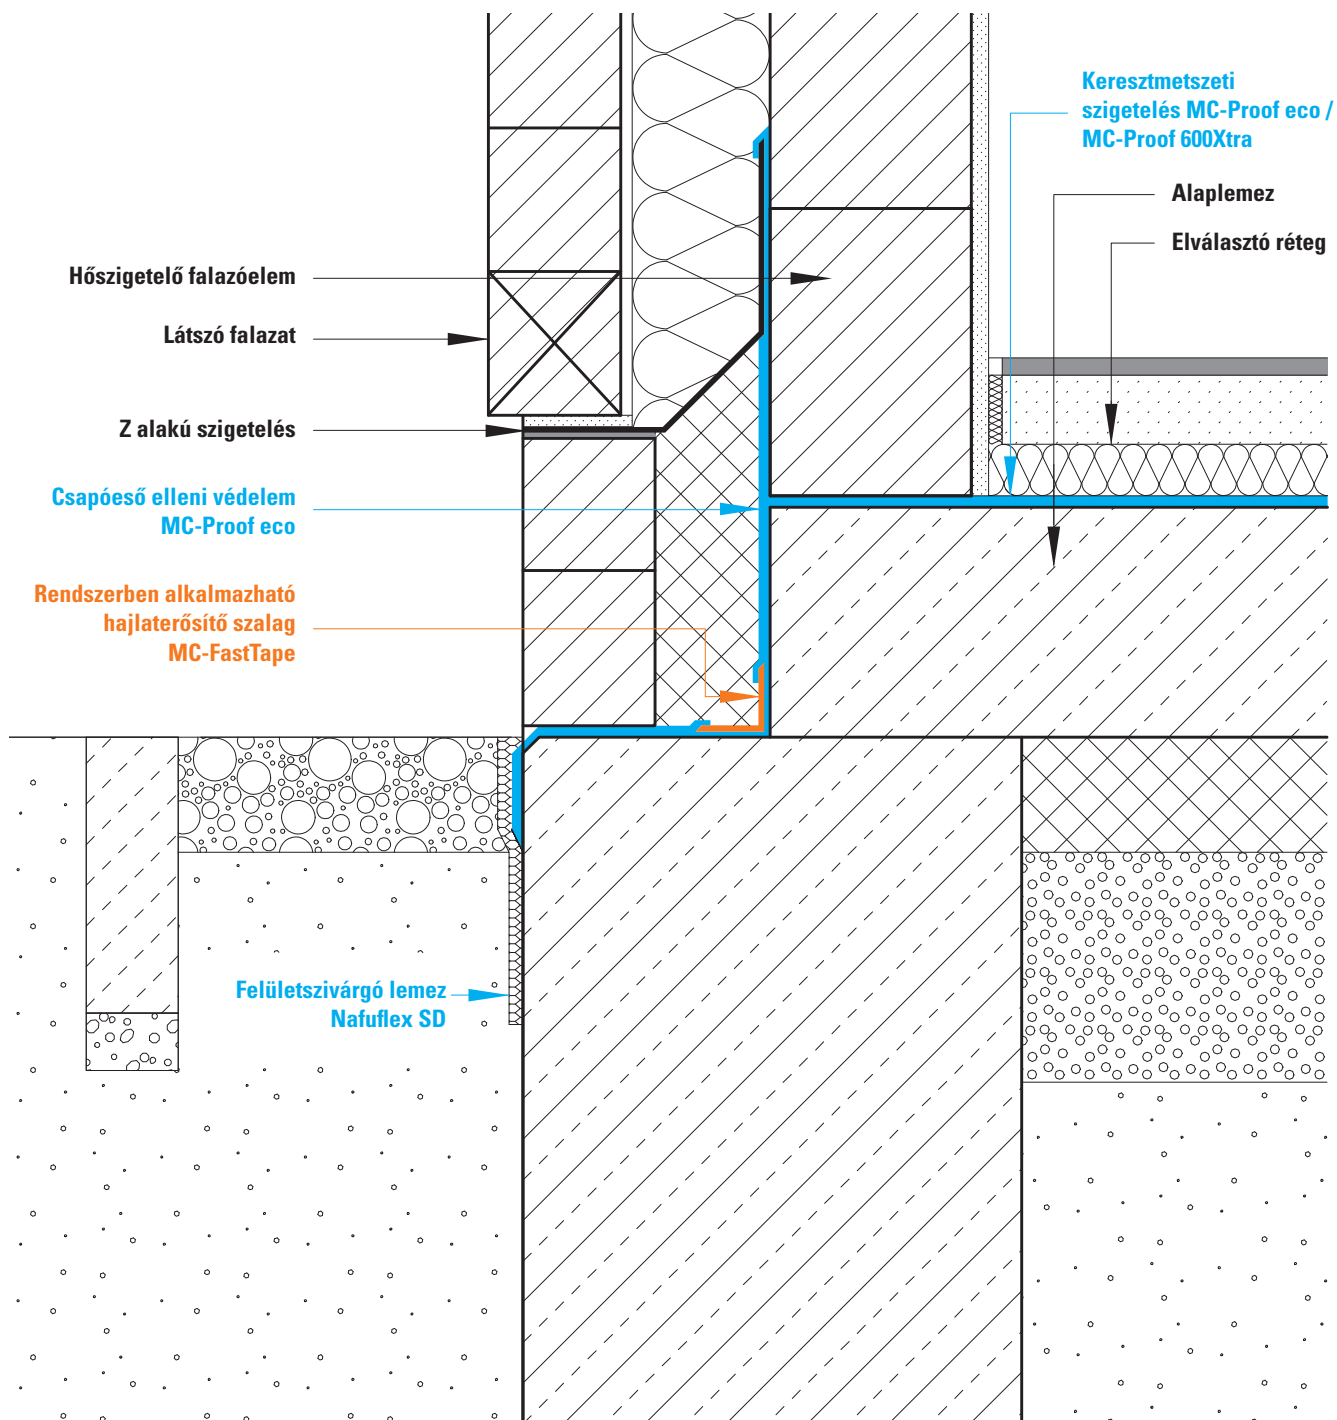 Keresztmetszeti
szigetelés MC-Proof eco /
MC-Proof 600Xtra
Alaplemez
Elválasztó réteg
Hőszigetelő falazóelem
Látszó falazat
Z alakú szigetelés
Csapóeső elleni védelem
MC-Proof eco
Rendszerben alkalmazható
hajlaterősítő szalag
MC-FastTape
Felületszivárgó lemez
Nafuflex SD